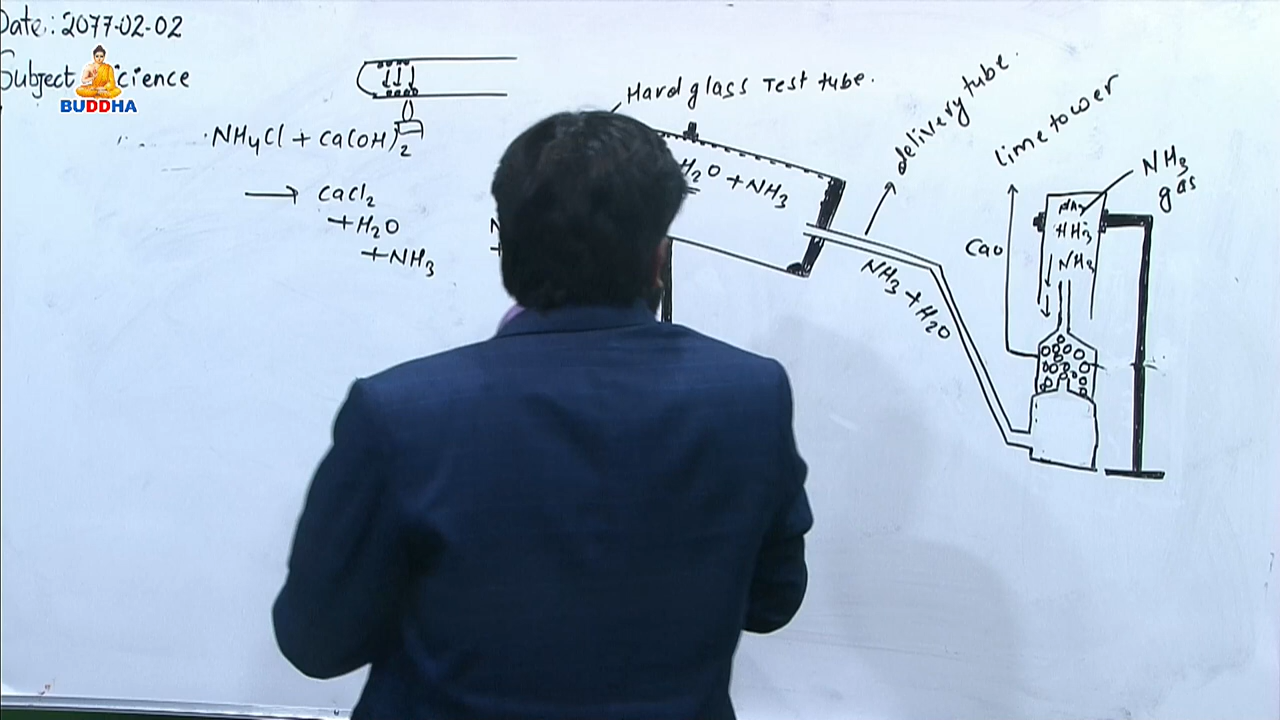 Date: 2077-02-02
Subject
cience
BUDDHA
NH4Cl + Ca(OH)2
→ CaCl2
+H2O
+NH3
Hard glass Test tube.
H2O + NH3
delivery tube.
NH3 + H2O
lime tower
CaO
NH3
gas
NH3
NH3